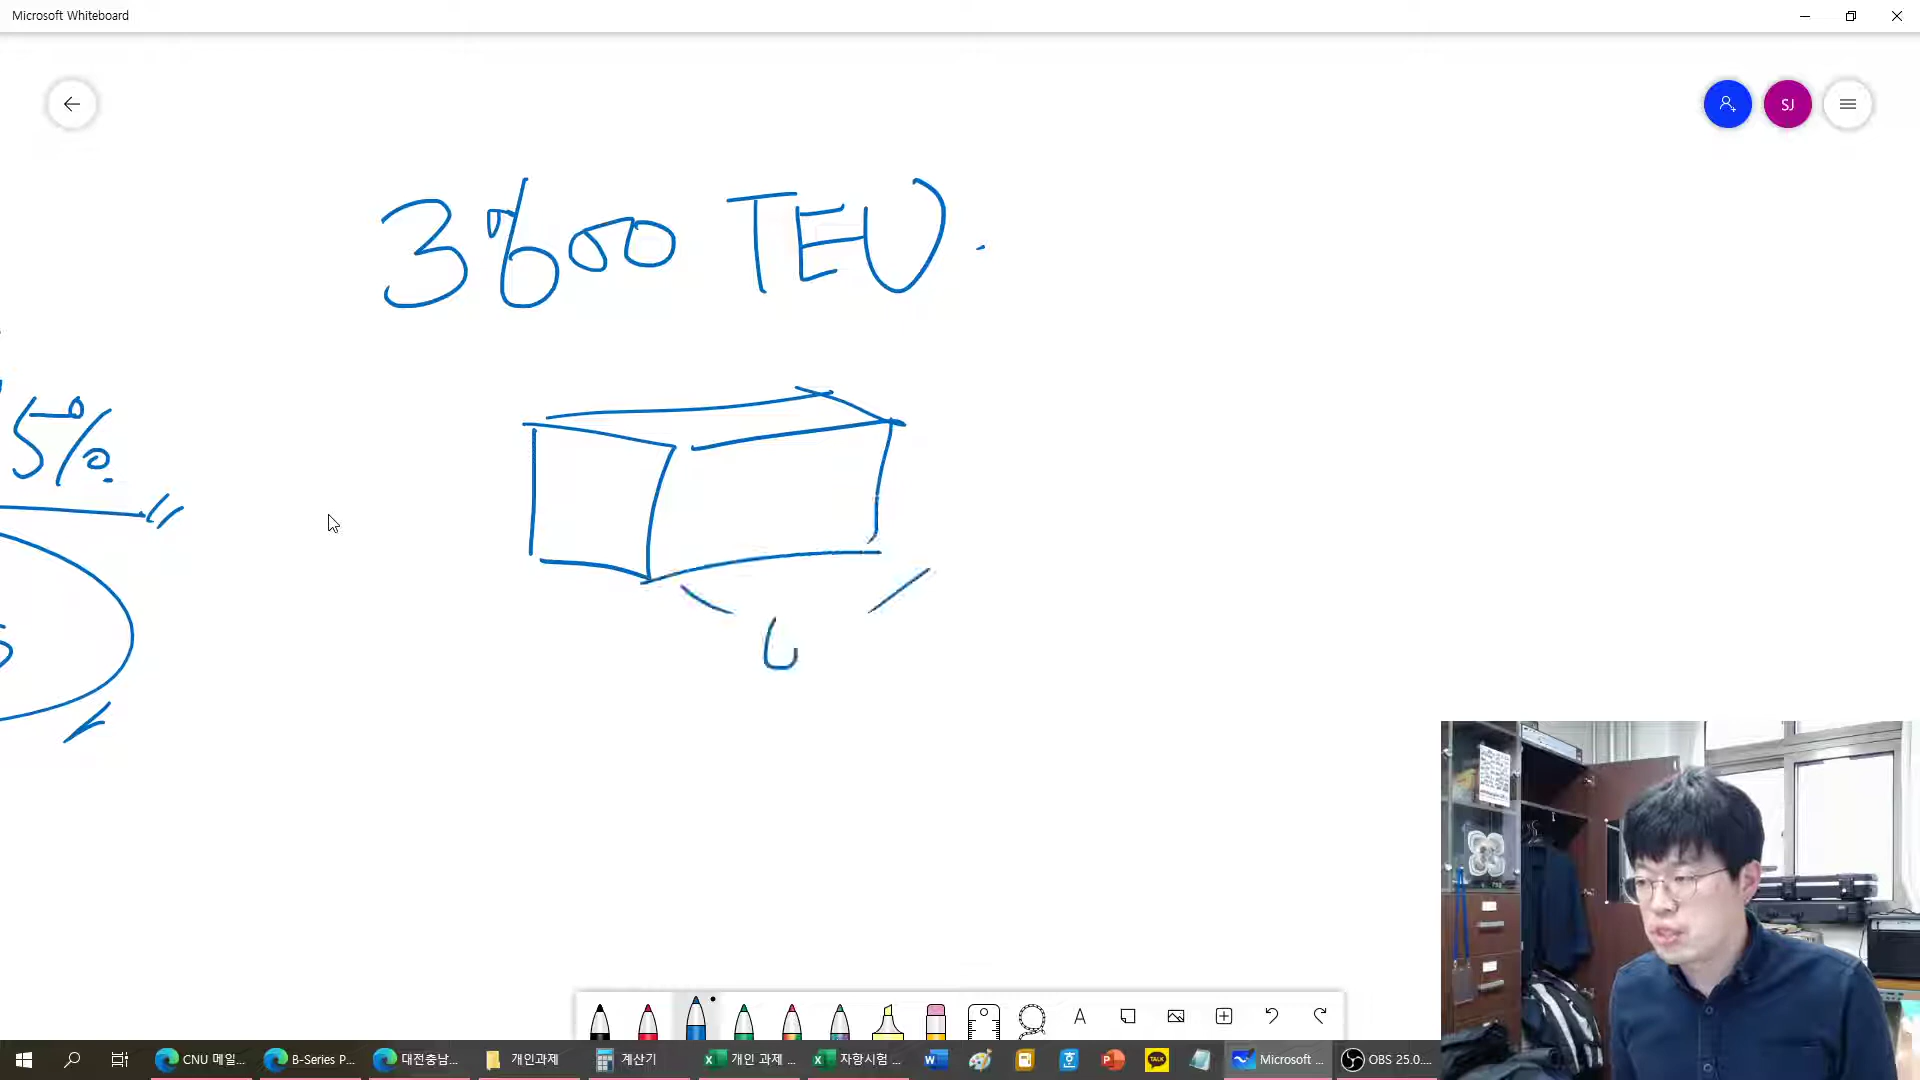 Microsoft Whiteboard
SJ
3600 TEU.
5%
CNU 메일...
B-Series P...
대전충남...
개인과제
계산기
개인 과제 ...
자항시험 ...
TALK
Microsoft ...
OBS 25.0....